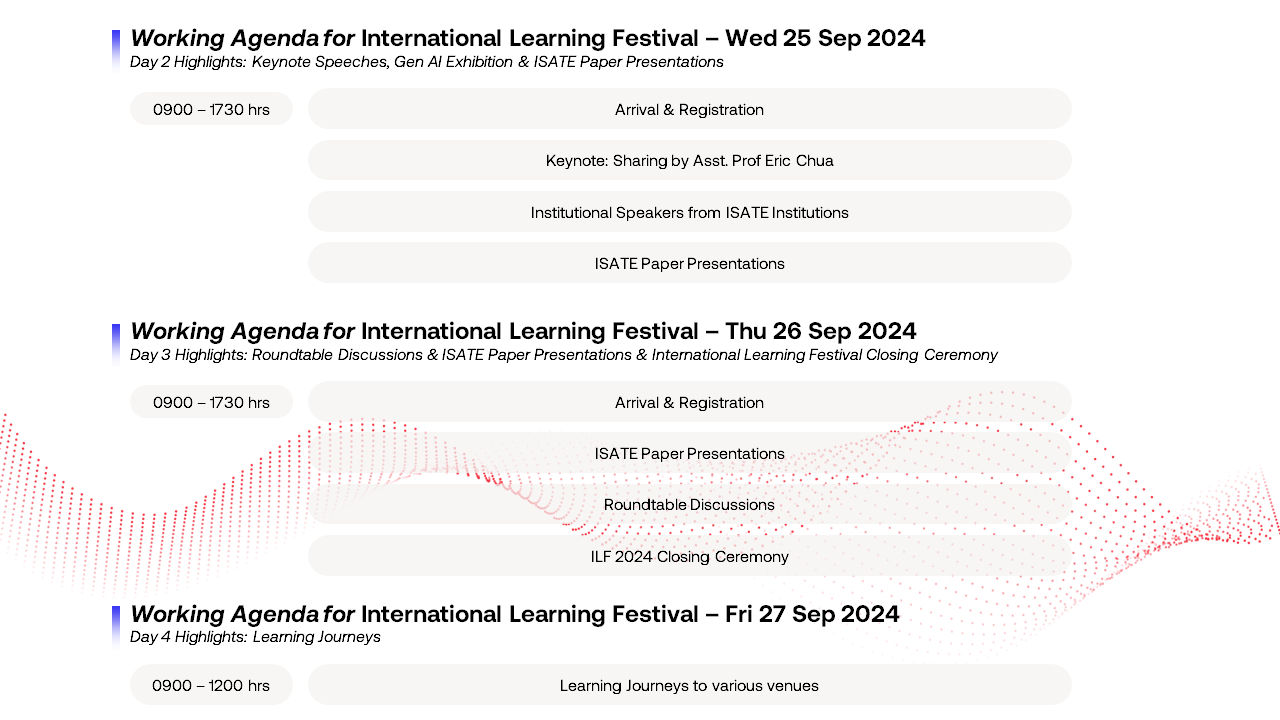 Working Agenda for International Learning Festival – Wed 25 Sep 2024
Day 2 Highlights: Keynote Speeches, Gen AI Exhibition & ISATE Paper Presentations
0900 – 1730 hrs
Arrival & Registration
Keynote: Sharing by Asst. Prof Eric Chua
Institutional Speakers from ISATE Institutions
ISATE Paper Presentations
Working Agenda for International Learning Festival – Thu 26 Sep 2024
Day 3 Highlights: Roundtable Discussions & ISATE Paper Presentations & International Learning Festival Closing Ceremony
0900 – 1730 hrs
Arrival & Registration
ISATE Paper Presentations
Roundtable Discussions
ILF 2024 Closing Ceremony
Working Agenda for International Learning Festival – Fri 27 Sep 2024
Day 4 Highlights: Learning Journeys
0900 – 1200 hrs
Learning Journeys to various venues